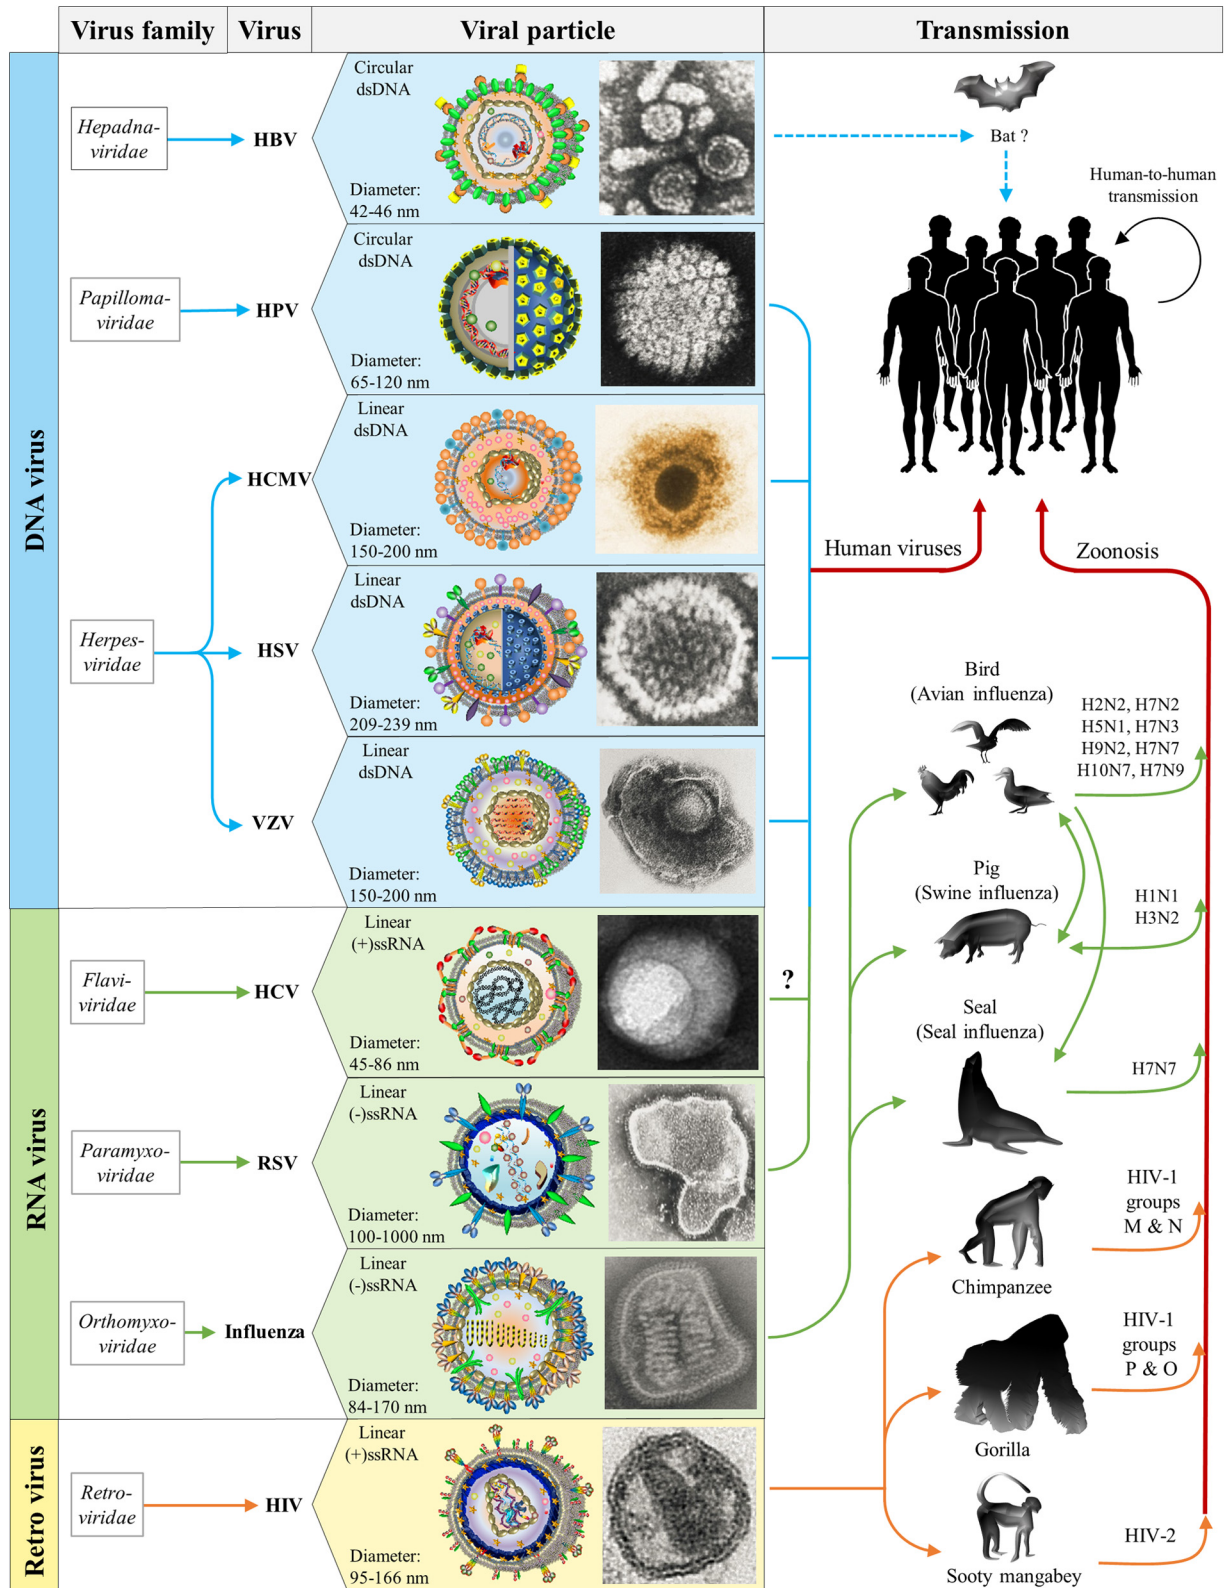 Virus family
Virus
Viral particle
Transmission
DNA virus
Hepadna-
viridae
HBV
Circular
dsDNA
Diameter:
42-46 nm
Bat ?
Human-to-human
transmission
Papilloma-
viridae
HPV
Circular
dsDNA
Diameter:
65-120 nm
Herpes-
viridae
HCMV
Linear
dsDNA
Diameter:
150-200 nm
Human viruses
Zoonosis
HSV
Linear
dsDNA
Diameter:
209-239 nm
VZV
Linear
dsDNA
Diameter:
150-200 nm
Bird
(Avian influenza)
H2N2, H7N2
H5N1, H7N3
H9N2, H7N7
H10N7, H7N9
Pig
(Swine influenza)
H1N1
H3N2
RNA virus
Flavi-
viridae
HCV
Linear
(+)ssRNA
Diameter:
45-86 nm
?
Seal
(Seal influenza)
H7N7
Paramyxo-
viridae
RSV
Linear
(-)ssRNA
Diameter:
100-1000 nm
Chimpanzee
HIV-1
groups
M & N
Orthomyxo-
viridae
Influenza
Linear
(-)ssRNA
Diameter:
84-170 nm
Gorilla
HIV-1
groups
P & O
Retro virus
Retro-
viridae
HIV
Linear
(+)ssRNA
Diameter:
95-166 nm
Sooty mangabey
HIV-2